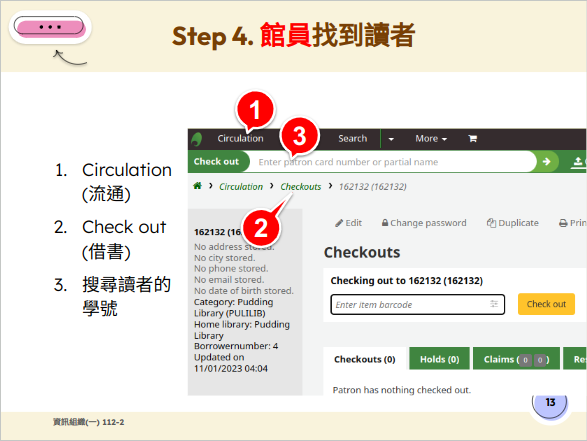 Step 4. 館員找到讀者
1. Circulation
(流通)
2. Check out
(借書)
3. 搜尋讀者的
學號
1
3
2
Circulation
Search
More
Check out
Enter patron card number or partial name
Circulation
Checkouts
162132 (162132)
162132
No address stored.
No city stored.
No phone stored.
No email stored.
No date of birth stored.
Category: Pudding
Library (PULILIB)
Home library: Pudding
Library
Borrowernumber: 4
Updated on
11/01/2023 04:04
Edit
Change password
Duplicate
Checkouts
Checking out to 162132 (162132)
Enter item barcode
Check out
Checkouts (0)
Holds (0)
Claims ( 0 0 )
Patron has nothing checked out.
資訊組織(一) 112-2
13